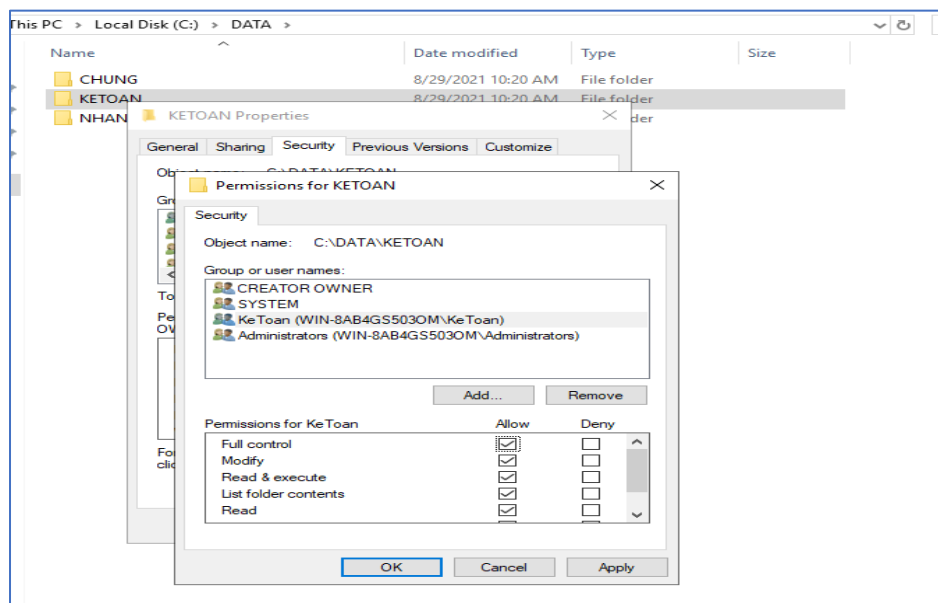 This PC > Local Disk (C:) > DATA >
Name Date modified Type Size
CHUNG 8/29/2021 10:20 AM File folder
KETOAN 8/29/2021 10:20 AM File folder
NHAN
KETOAN Properties
General Sharing Security Previous Versions Customize
Permissions for KETOAN
Security
Object name: C:\DATA\KETOAN
Group or user names:
CREATOR OWNER
SYSTEM
KeToan (WIN-8AB4GS503OM\KeToan)
Administrators (WIN-8AB4GS503OM\Administrators)
Add... Remove
Permissions for KeToan Allow Deny
Full control
Modify
Read & execute
List folder contents
Read
OK Cancel Apply